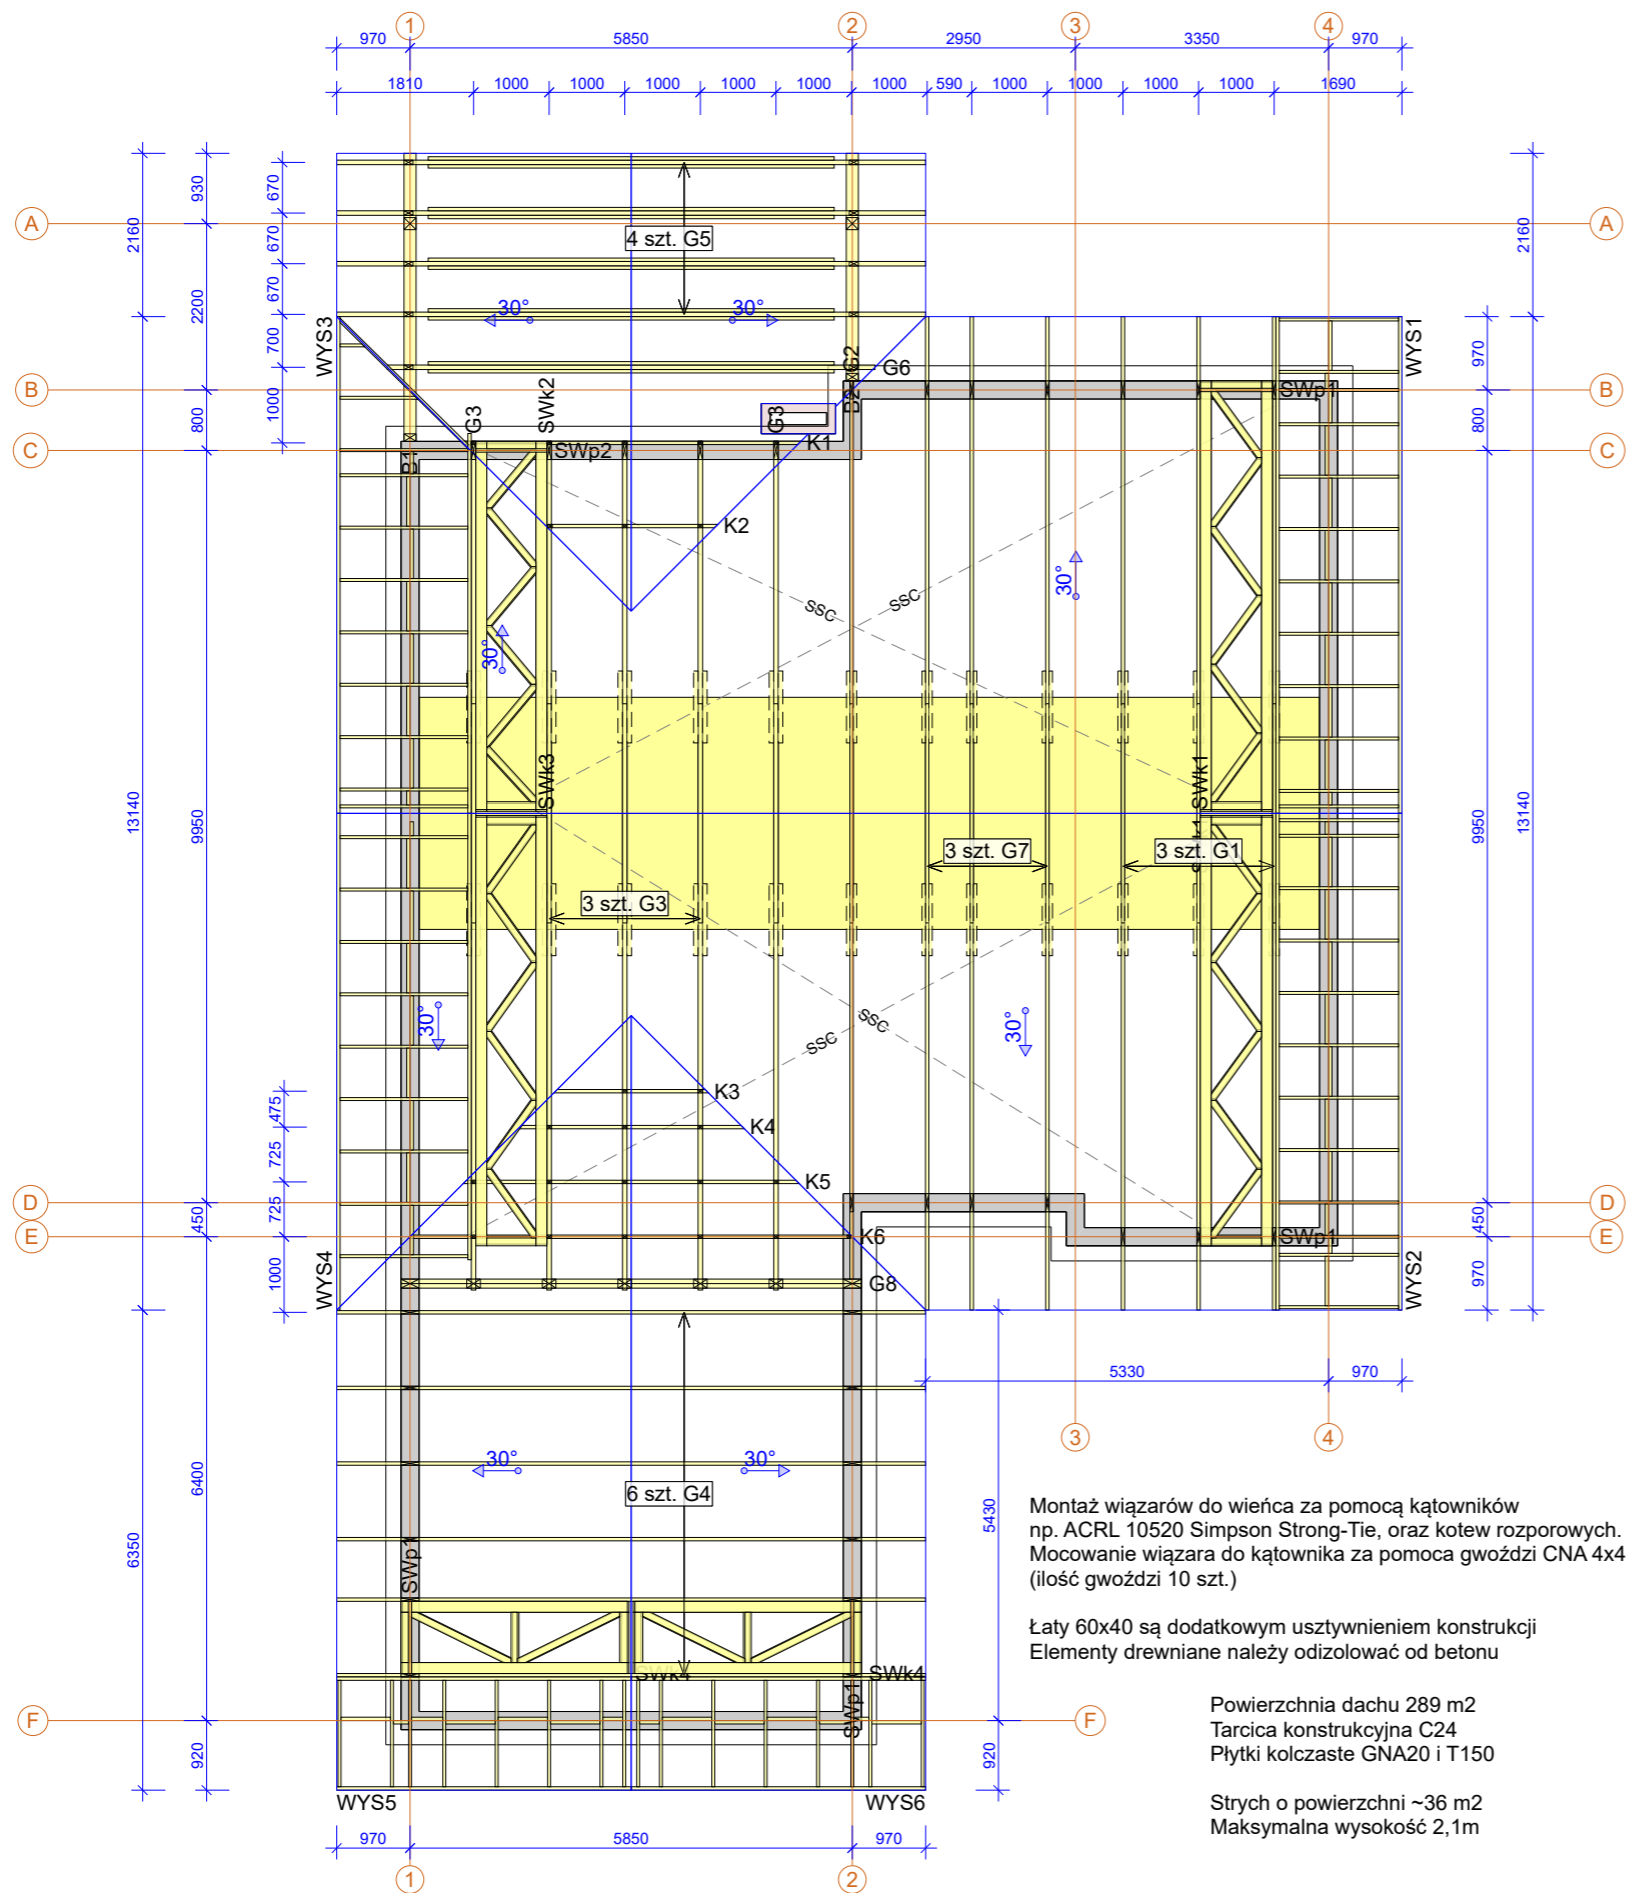 1
2
3
4
970
5850
2950
3350
970
1810
1000
1000
1000
1000
1000
1000
590
1000
1000
1000
1690
930
670
A
2160
670
4 szt. G5
2160
A
670
2200
30°
30°
WYS3
700
WYS1
970
G2
G6
B
1000
B2
SWp1
B
800
G3
SWk2
G3
K1
800
C
B1
SWp2
C
K2
30°
SSC
SSC
30°
SWk3
SWk1
13140
9950
9950
13140
3 szt. G7
3 szt. G1
3 szt. G3
30°
30°
SSC
SSC
475
K3
725
K4
K5
D
450
725
D
E
K6
SWp1
450
E
WYS4
1000
G8
WYS2
970
5330
970
3
4
30°
30°
6 szt. G4
6400
5430
6350
Montaż wiązarów do wieńca za pomocą kątowników
np. ACRL 10520 Simpson Strong-Tie, oraz kotew rozporowych.
Mocowanie wiązara do kątownika za pomoca gwoździ CNA 4x4
(ilość gwoździ 10 szt.)
SWp1
Łaty 60x40 są dodatkowym usztywnieniem konstrukcji
Elementy drewniane należy odizolować od betonu
SWk4
SWk4
SWp1
F
F
Powierzchnia dachu 289 m2
Tarcica konstrukcyjna C24
Płytki kolczaste GNA20 i T150
920
920
WYS5
WYS6
Strych o powierzchni ~36 m2
Maksymalna wysokość 2,1m
970
5850
970
1
2